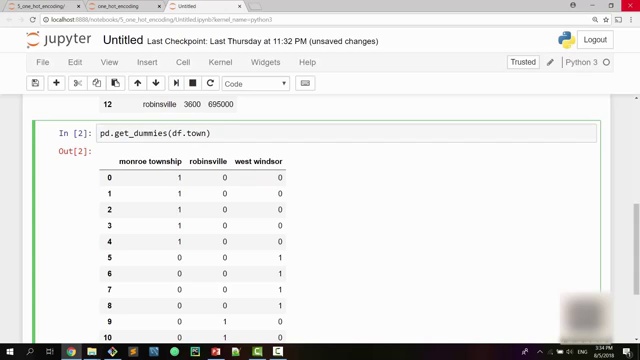 5_one_hot_encoding/
one_hot_encoding
Untitled
localhost:8888/notebooks/5_one_hot_encoding/Untitled.ipynb?kernel_name=python3
jupyter Untitled Last Checkpoint: Last Thursday at 11:32 PM (unsaved changes)
Logout
File Edit View Insert Cell Kernel Widgets Help
Trusted Python 3
Code
12 robinsville 3600 695000
In [2]: pd.get_dummies(df.town)
Out[2]:
monroe township robinsville west windsor
0 1 0 0
1 1 0 0
2 1 0 0
3 1 0 0
4 1 0 0
5 0 0 1
6 0 0 1
7 0 0 1
8 0 0 1
9 0 1 0
10 0 1 0
ENG
3:34 PM
8/5/2018